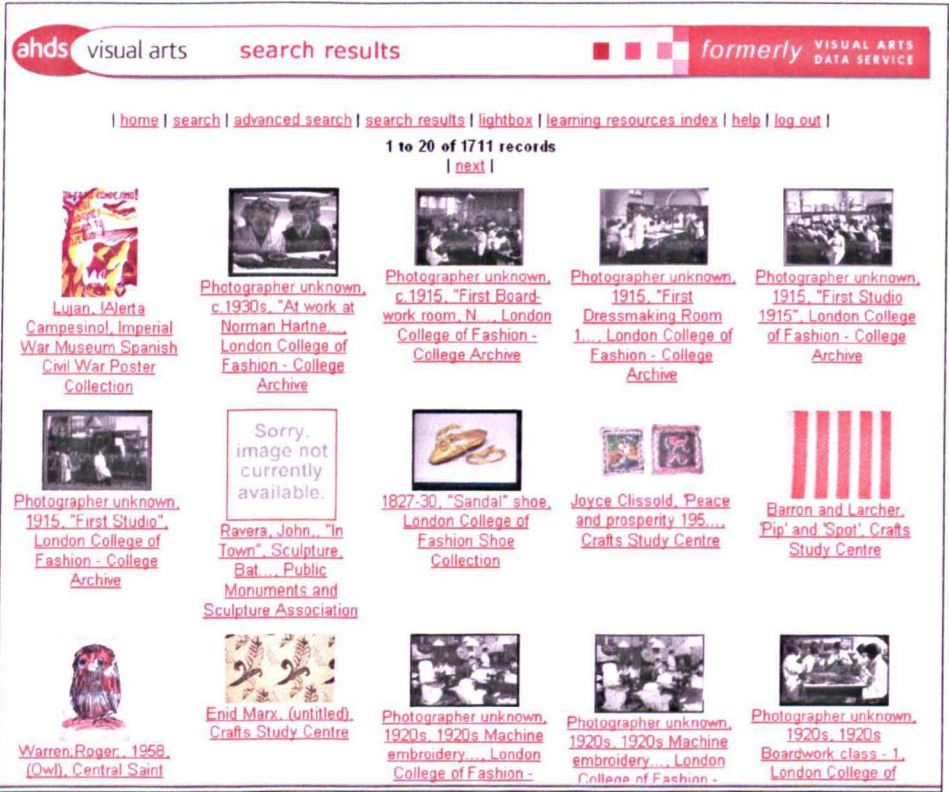 ahds visual arts search results formerly VISUAL ARTS
DATA SERVICE
| home | search | advanced search | search results | lightbox | learning resources index | help | log out |
1 to 20 of 1711 records
| next |
Lujan, !Alerta
Campesino!, Imperial
War Museum Spanish
Civil War Poster
Collection
Photographer unknown,
c.1930s, "At work at
Norman Hartne...,
London College of
Fashion - College
Archive
Photographer unknown,
c.1915, "First Board-
work room, N..., London
College of Fashion -
College Archive
Photographer unknown,
1915, "First
Dressmaking Room
1..., London College of
Fashion - College
Archive
Photographer unknown,
1915, "First Studio
1915", London College
of Fashion - College
Archive
Photographer unknown,
1915, "First Studio",
London College of
Fashion - College
Archive
Sorry,
image not
currently
available.
Ravera, John,, "In
Town", Sculpture,
Bat..., Public
Monuments and
Sculpture Association
1827-30, "Sandal" shoe,
London College of
Fashion Shoe
Collection
Joyce Clissold, 'Peace
and prosperity 195...,
Crafts Study Centre
Barron and Larcher,
'Pip' and 'Spot', Crafts
Study Centre
Warren;Roger;, 1958,
(Owl), Central Saint
Enid Marx, (untitled),
Crafts Study Centre
Photographer unknown,
1920s, 1920s Machine
embroidery..., London
College of Fashion -
Photographer unknown,
1920s, 1920s Machine
embroidery..., London
College of Fashion -
Photographer unknown,
1920s, 1920s
Boardwork class - 1,
London College of